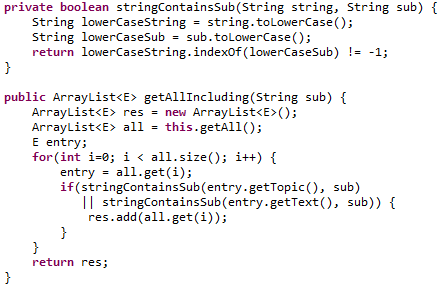 private boolean stringContainsSub(String string, String sub) {
    String lowerCaseString = string.toLowerCase();
    String lowerCaseSub = sub.toLowerCase();
    return lowerCaseString.indexOf(lowerCaseSub) != -1;
}

public ArrayList<E> getAllIncluding(String sub) {
    ArrayList<E> res = new ArrayList<E>();
    ArrayList<E> all = this.getAll();
    E entry;
    for(int i=0; i < all.size(); i++) {
        entry = all.get(i);
        if(stringContainsSub(entry.getTopic(), sub)
           || stringContainsSub(entry.getText(), sub)) {
            res.add(all.get(i));
        }
    }
    return res;
}